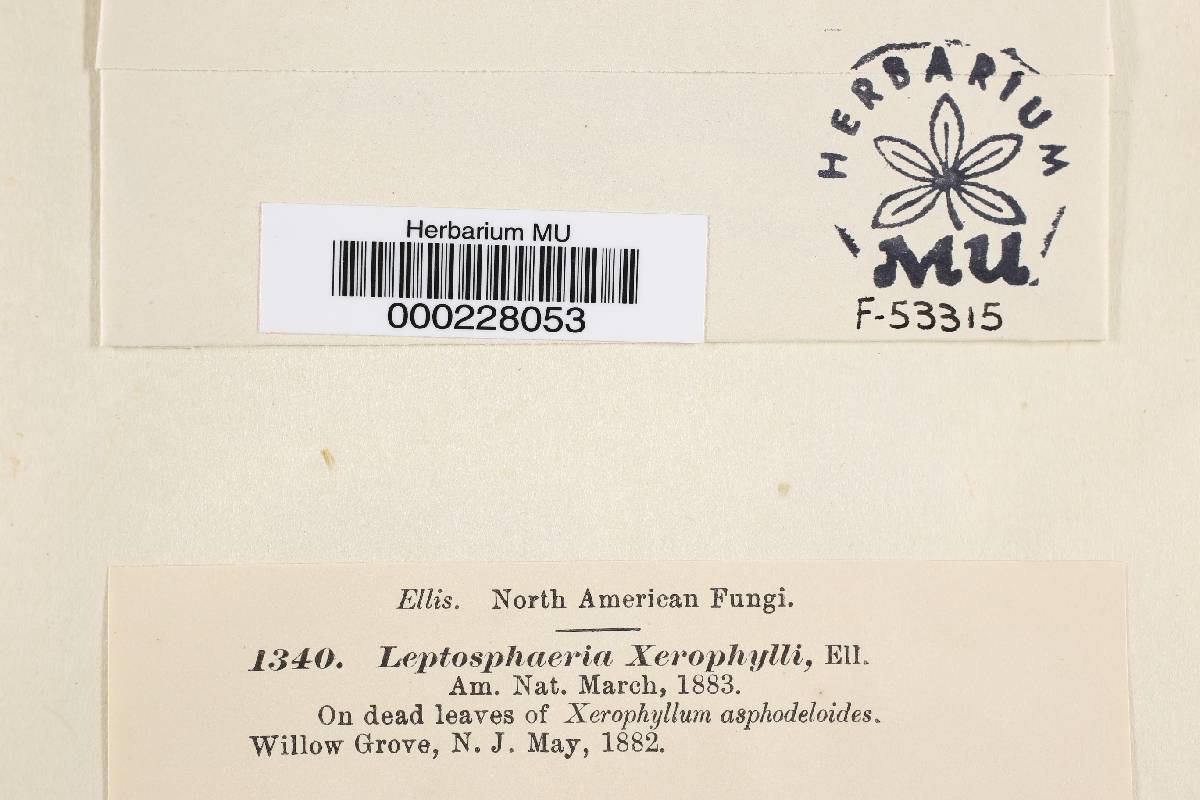 HERBARIUM
MU
F-53315
Herbarium MU
000228053
Ellis. North American Fungi.
1340. Leptosphaeria Xerophylli, Ell.
Am. Nat. March, 1883.
On dead leaves of Xerophyllum asphodeloides.
Willow Grove, N. J. May, 1882.